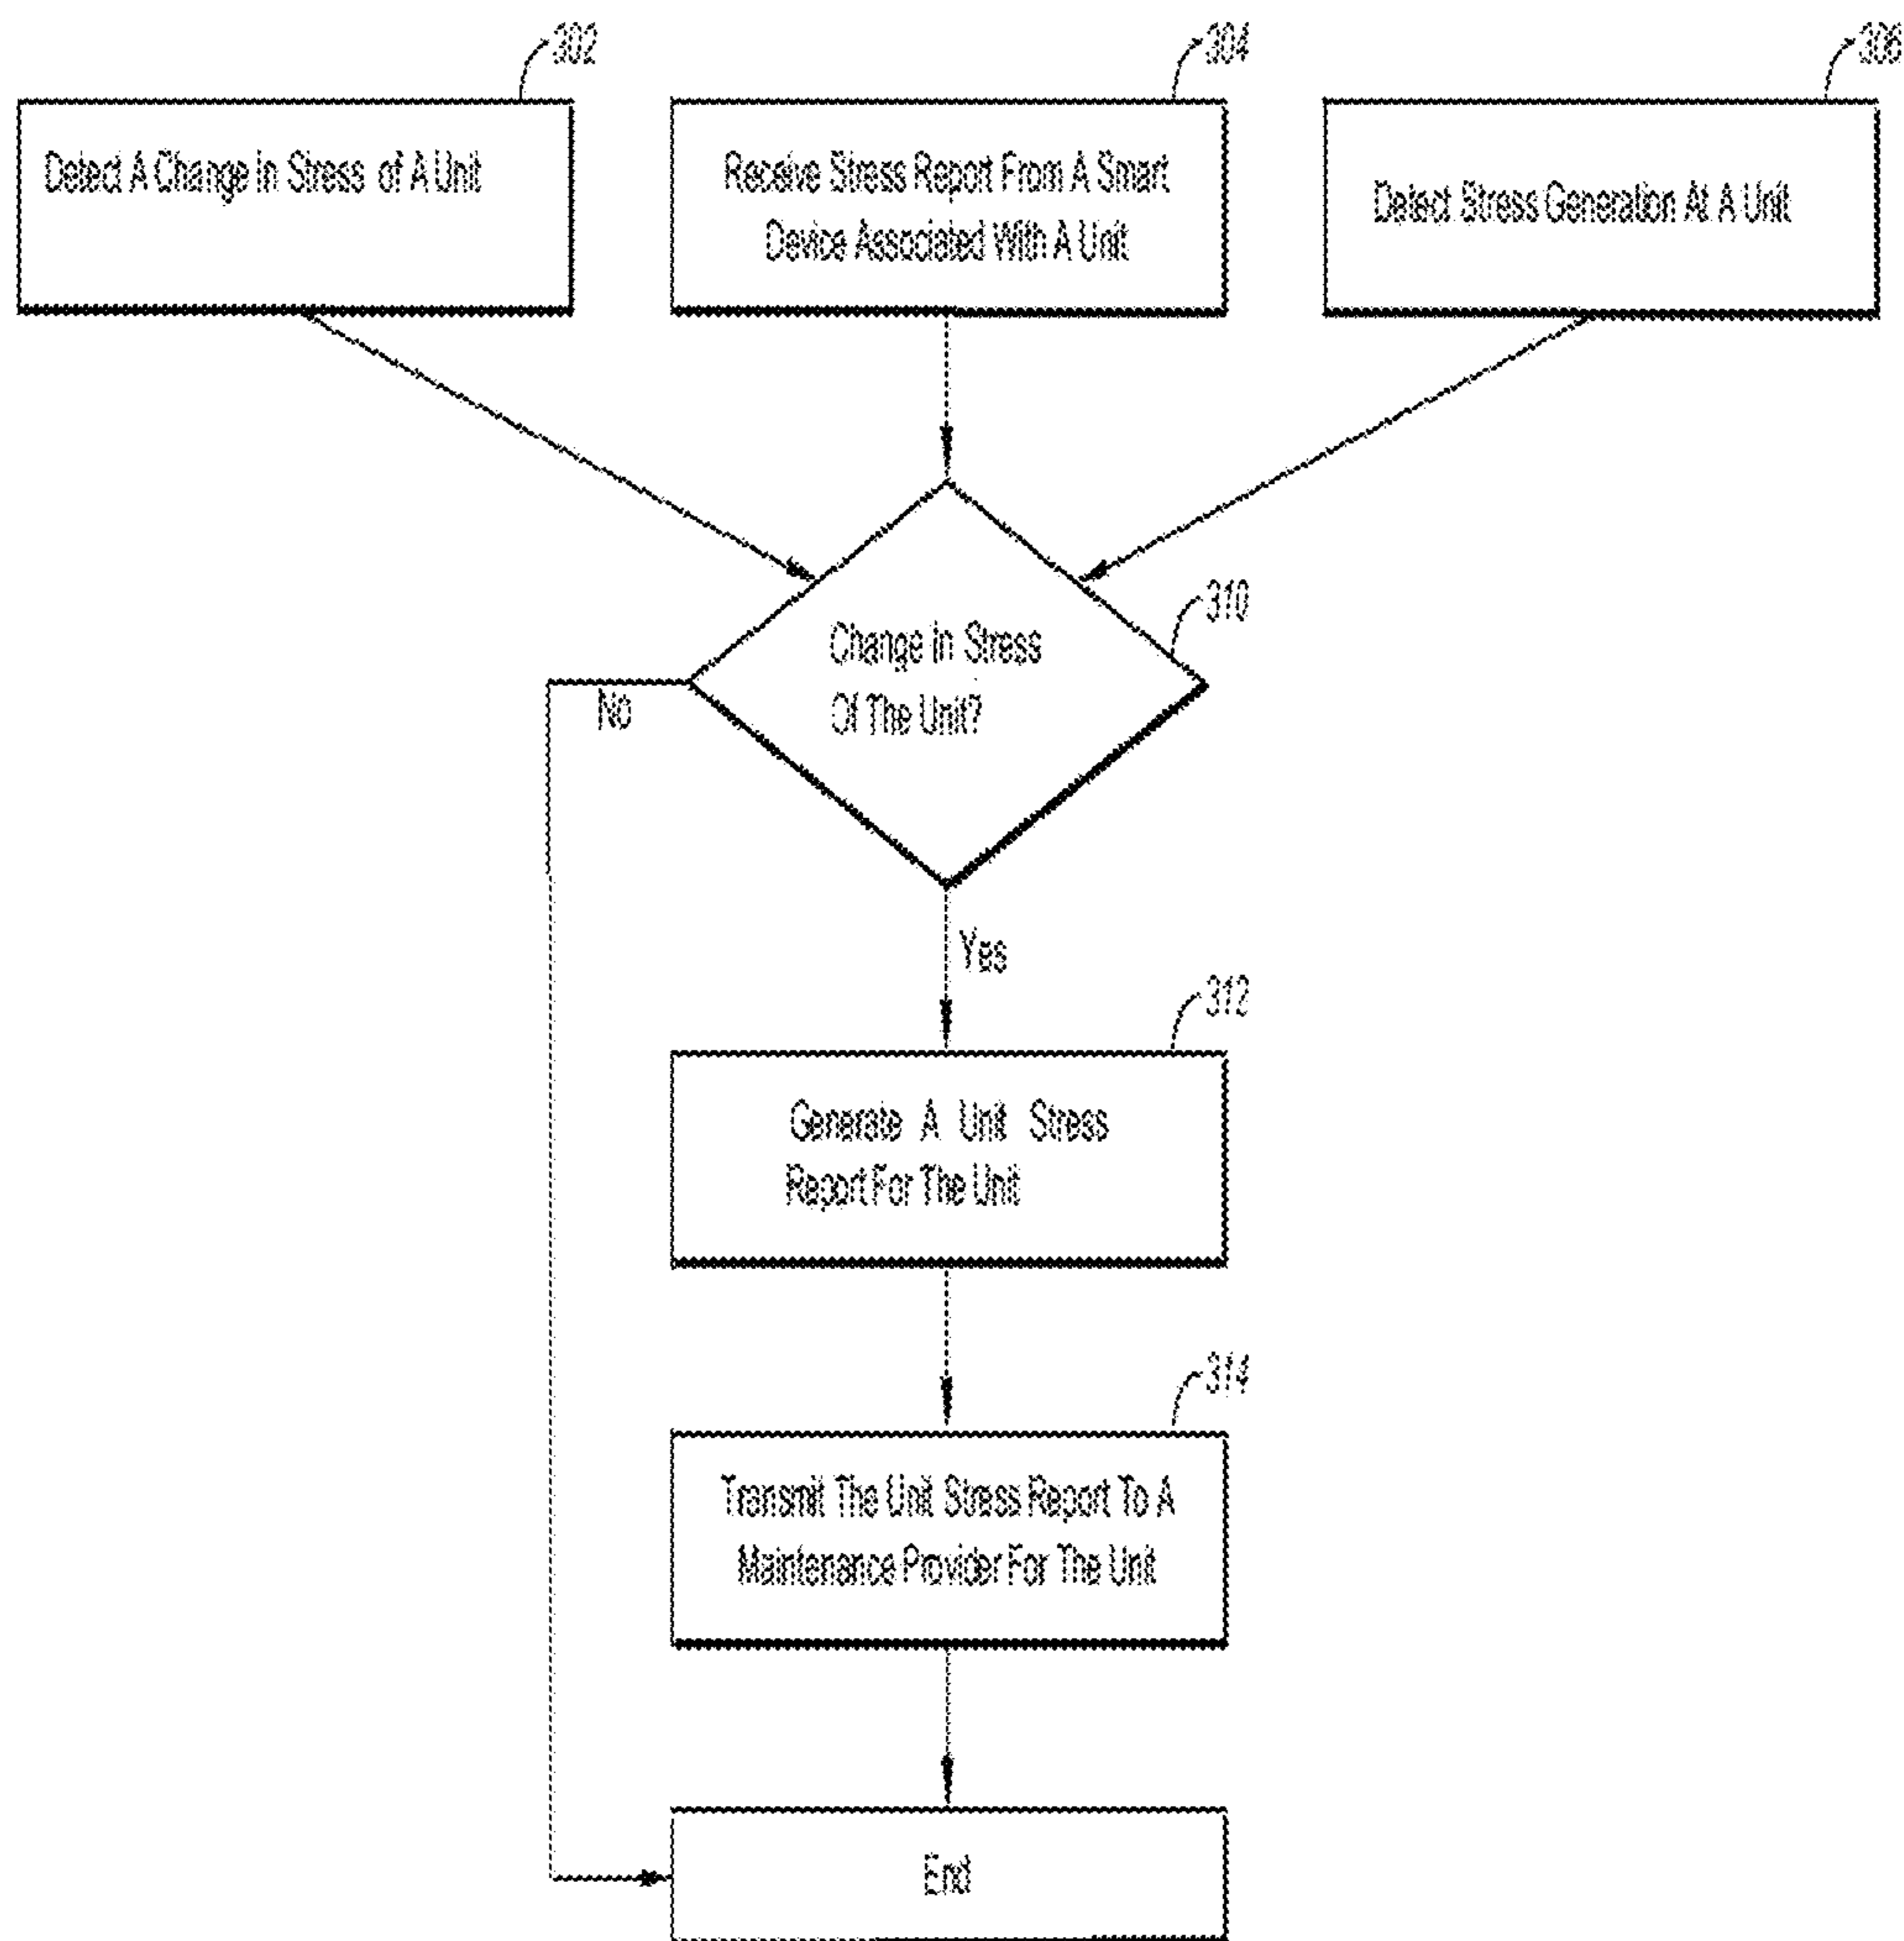 302
304
306
Detect A Change in Stress of A Unit
Receive Stress Report From A Smart
Device Associated With A Unit
Detect Stress Generation At A Unit
310
Change in Stress
Of The Unit?
No
Yes
312
Generate A Unit Stress
Report For The Unit
314
Transmit The Unit Stress Report To A
Maintenance Provider For The Unit
End